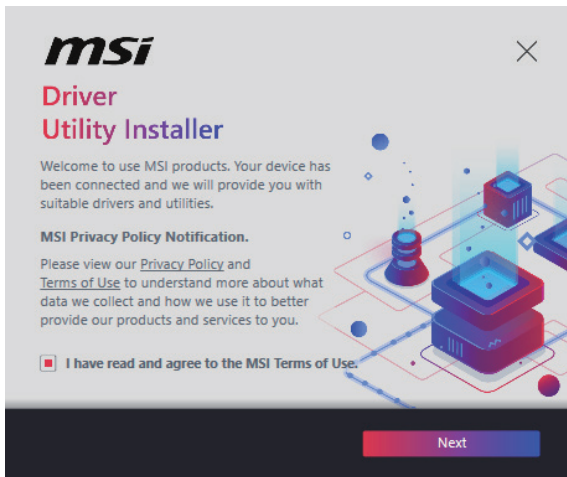 msi
Driver
Utility Installer
Welcome to use MSI products. Your device has
been connected and we will provide you with
suitable drivers and utilities.
MSI Privacy Policy Notification.
Please view our Privacy Policy and
Terms of Use to understand more about what
data we collect and how we use it to better
provide our products and services to you.
I have read and agree to the MSI Terms of Use.
Next